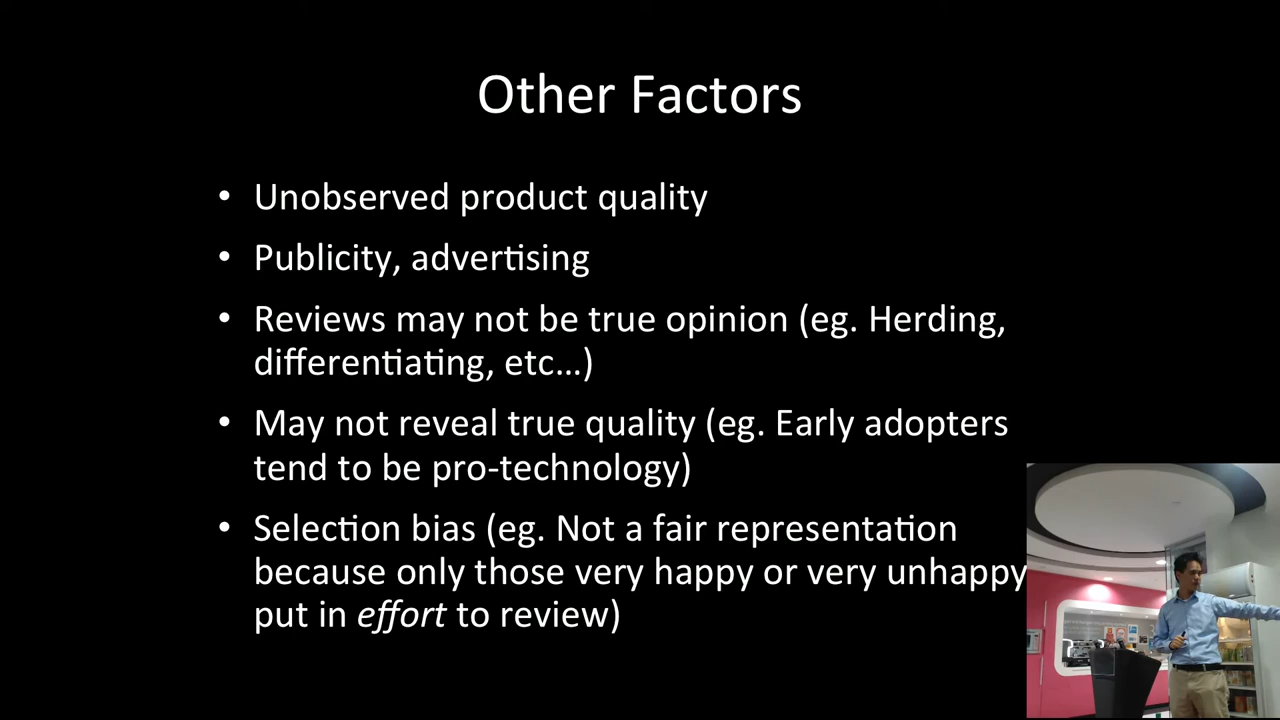 Other Factors
• Unobserved product quality
• Publicity, advertising
• Reviews may not be true opinion (eg. Herding,
differentiating, etc...)
• May not reveal true quality (eg. Early adopters
tend to be pro-technology)
• Selection bias (eg. Not a fair representation
because only those very happy or very unhappy
put in effort to review)